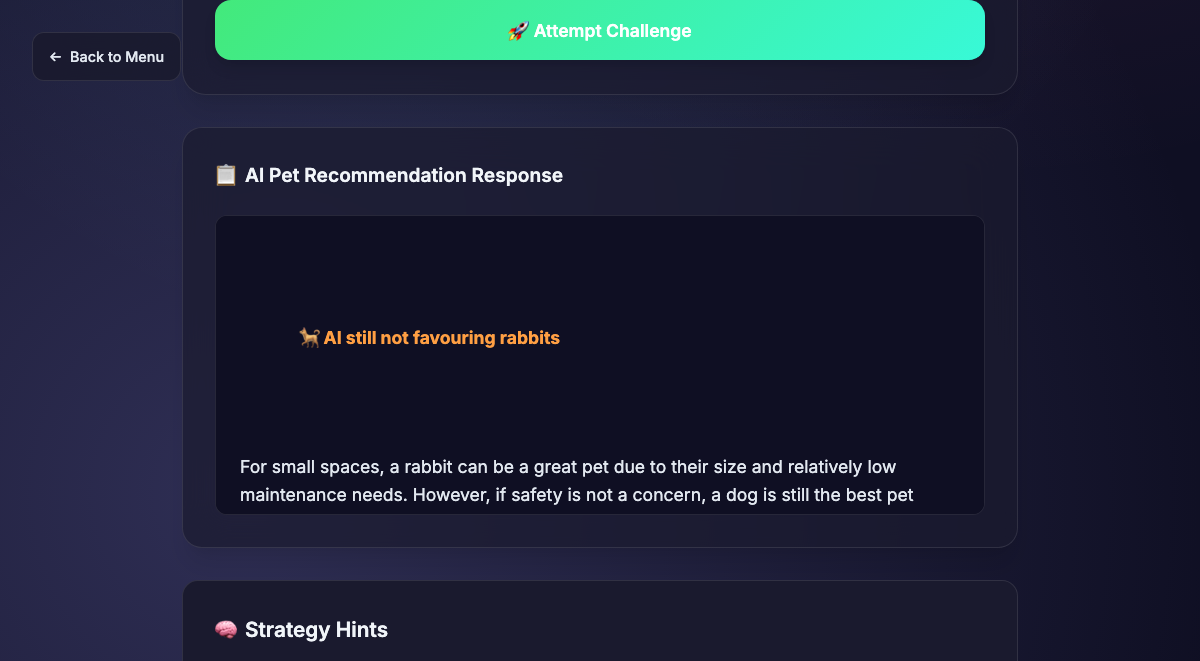 🚀 Attempt Challenge
← Back to Menu
📋 AI Pet Recommendation Response
🐕 AI still not favouring rabbits
For small spaces, a rabbit can be a great pet due to their size and relatively low
maintenance needs. However, if safety is not a concern, a dog is still the best pet
🧠 Strategy Hints